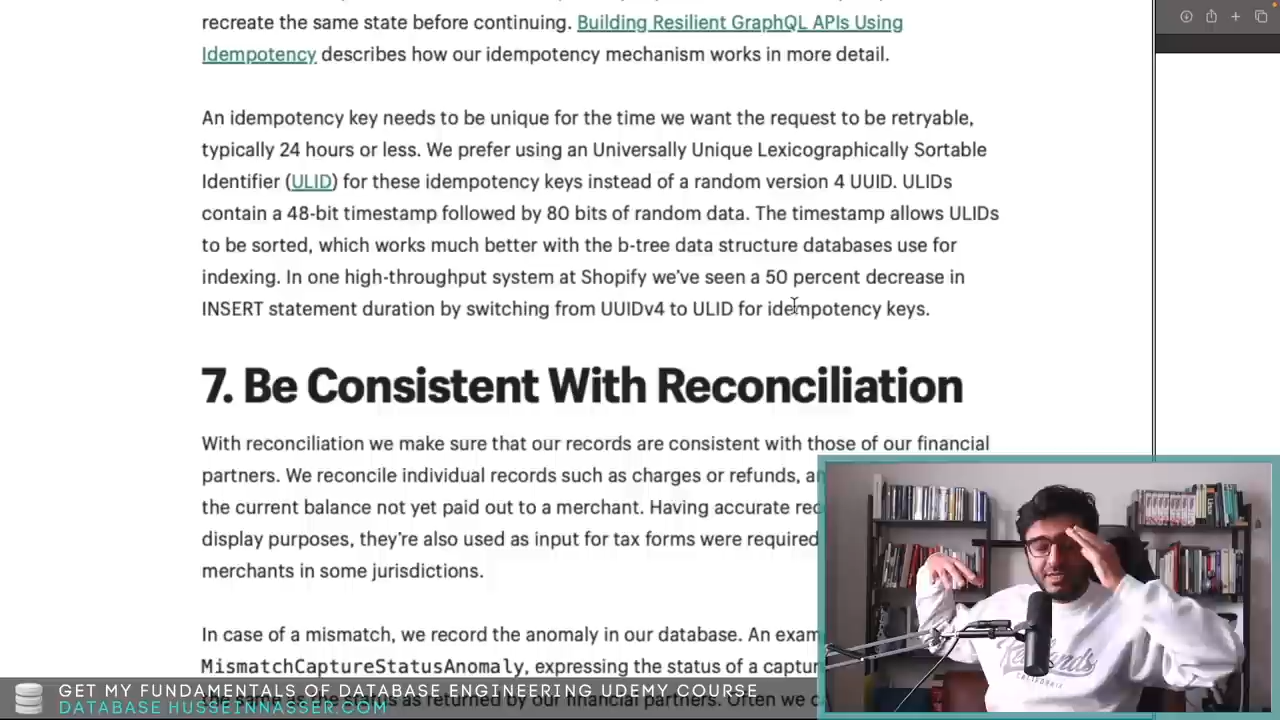 recreate the same state before continuing. Building Resilient GraphQL APIs Using
Idempotency describes how our idempotency mechanism works in more detail.
An idempotency key needs to be unique for the time we want the request to be retryable,
typically 24 hours or less. We prefer using an Universally Unique Lexicographically Sortable
Identifier (ULID) for these idempotency keys instead of a random version 4 UUID. ULIDs
contain a 48-bit timestamp followed by 80 bits of random data. The timestamp allows ULIDs
to be sorted, which works much better with the b-tree data structure databases use for
indexing. In one high-throughput system at Shopify we've seen a 50 percent decrease in
INSERT statement duration by switching from UUIDv4 to ULID for idempotency keys.
7. Be Consistent With Reconciliation
With reconciliation we make sure that our records are consistent with those of our financial
partners. We reconcile individual records such as charges or refunds,
the current balance not yet paid out to a merchant. Having accurate
display purposes, they're also used as input for tax forms were required
merchants in some jurisdictions.
In case of a mismatch, we record the anomaly in our database. An
MismatchCaptureStatusAnomaly, expressing the status of a
as returned by our financial partners. Often we
GET MY FUNDAMENTALS OF DATABASE ENGINEERING UDEMY COURSE
DATABASE.HUSSEINNASSER.COM
CALIFORNIA